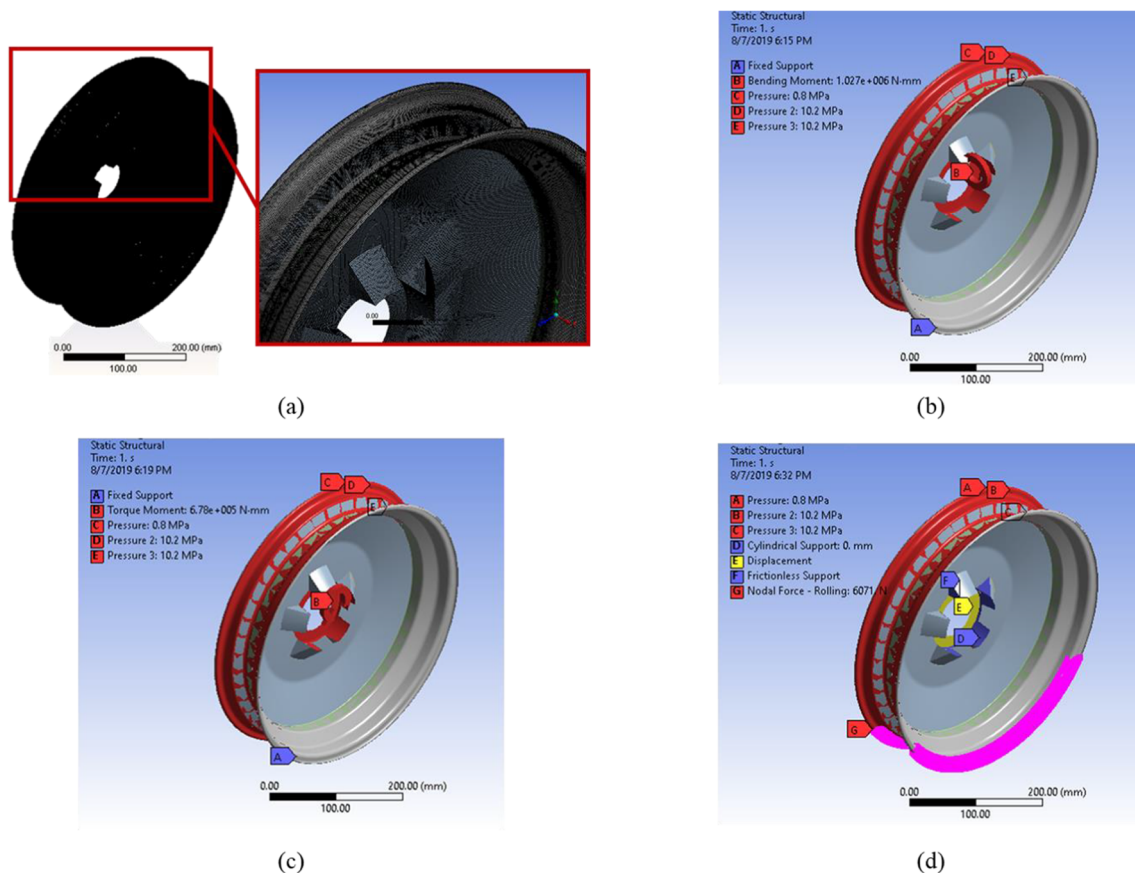 0.00
200.00 (mm)
100.00
0.00
(a)
Static Structural
Time: 1. s
8/7/2019 6:15 PM
A Fixed Support
B Bending Moment: 1.027e+006 N-mm
C Pressure: 0.8 MPa
D Pressure 2: 10.2 MPa
E Pressure 3: 10.2 MPa
C
D
E
B
A
0.00
200.00 (mm)
100.00
(b)
Static Structural
Time: 1. s
8/7/2019 6:19 PM
A Fixed Support
B Torque Moment: 6.78e+005 N-mm
C Pressure: 0.8 MPa
D Pressure 2: 10.2 MPa
E Pressure 3: 10.2 MPa
C
D
E
B
A
0.00
200.00 (mm)
100.00
(c)
Static Structural
Time: 1. s
8/7/2019 6:32 PM
A Pressure: 0.8 MPa
B Pressure 2: 10.2 MPa
C Pressure 3: 10.2 MPa
D Cylindrical Support: 0. mm
E Displacement
F Frictionless Support
G Nodal Force - Rolling: 6071 N
A
B
F
E
D
G
0.00
200.00 (mm)
100.00
(d)